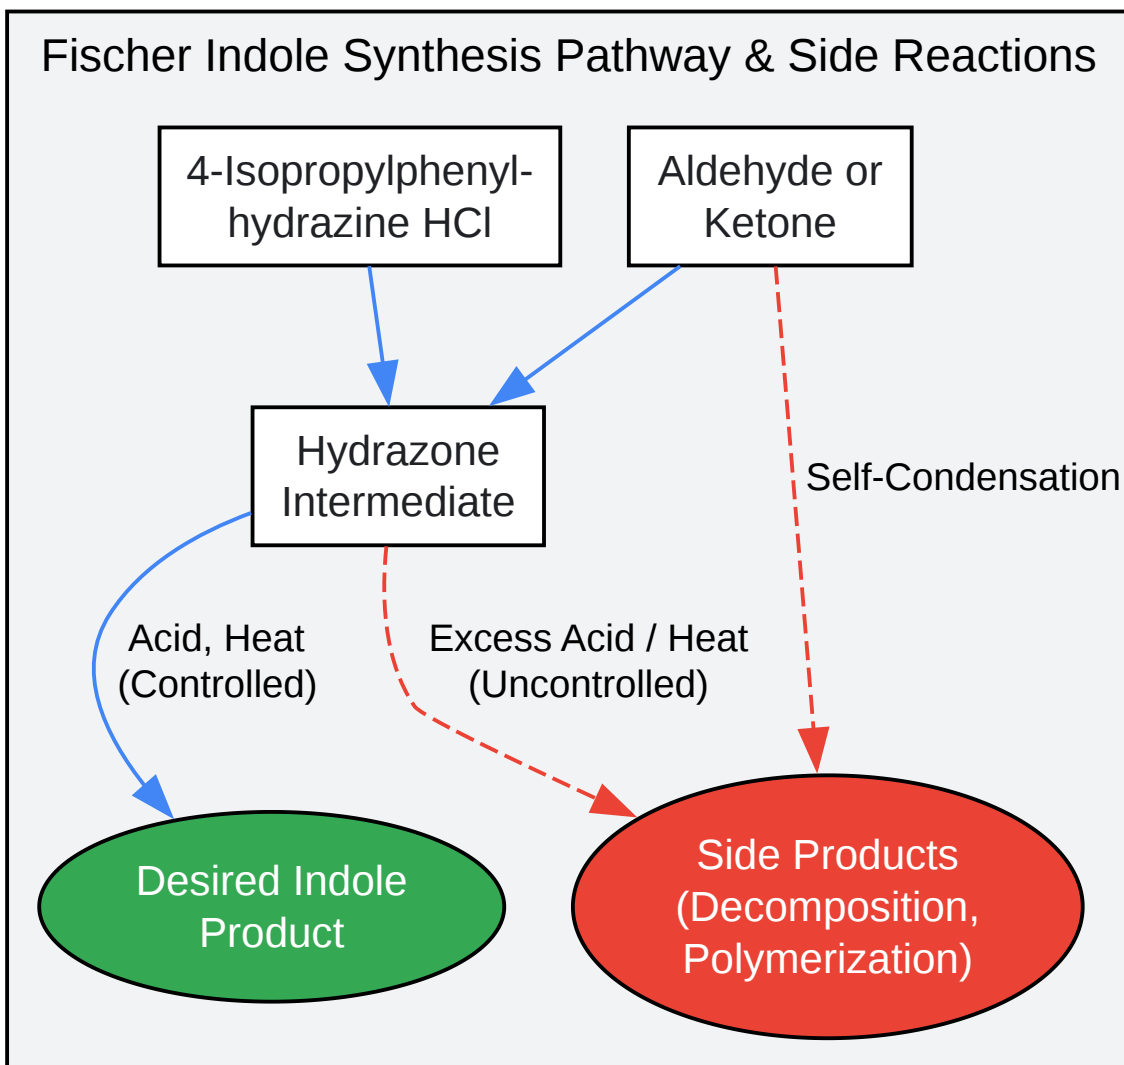 Fischer Indole Synthesis Pathway & Side Reactions
4-Isopropylphenyl-
hydrazine HCl
Aldehyde or
Ketone
Hydrazone
Intermediate
Self-Condensation
Acid, Heat
(Controlled)
Excess Acid / Heat
(Uncontrolled)
Desired Indole
Product
Side Products
(Decomposition,
Polymerization)